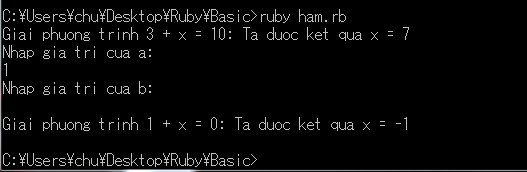 C:¥Users¥chu¥Desktop¥Ruby¥Basic>ruby ham.rb
Giai phuong trinh 3 + x = 10: Ta duoc ket qua x = 7
Nhap gia tri cua a:
1
Nhap gia tri cua b:
Giai phuong trinh 1 + x = 0: Ta duoc ket qua x = -1
C:¥Users¥chu¥Desktop¥Ruby¥Basic>